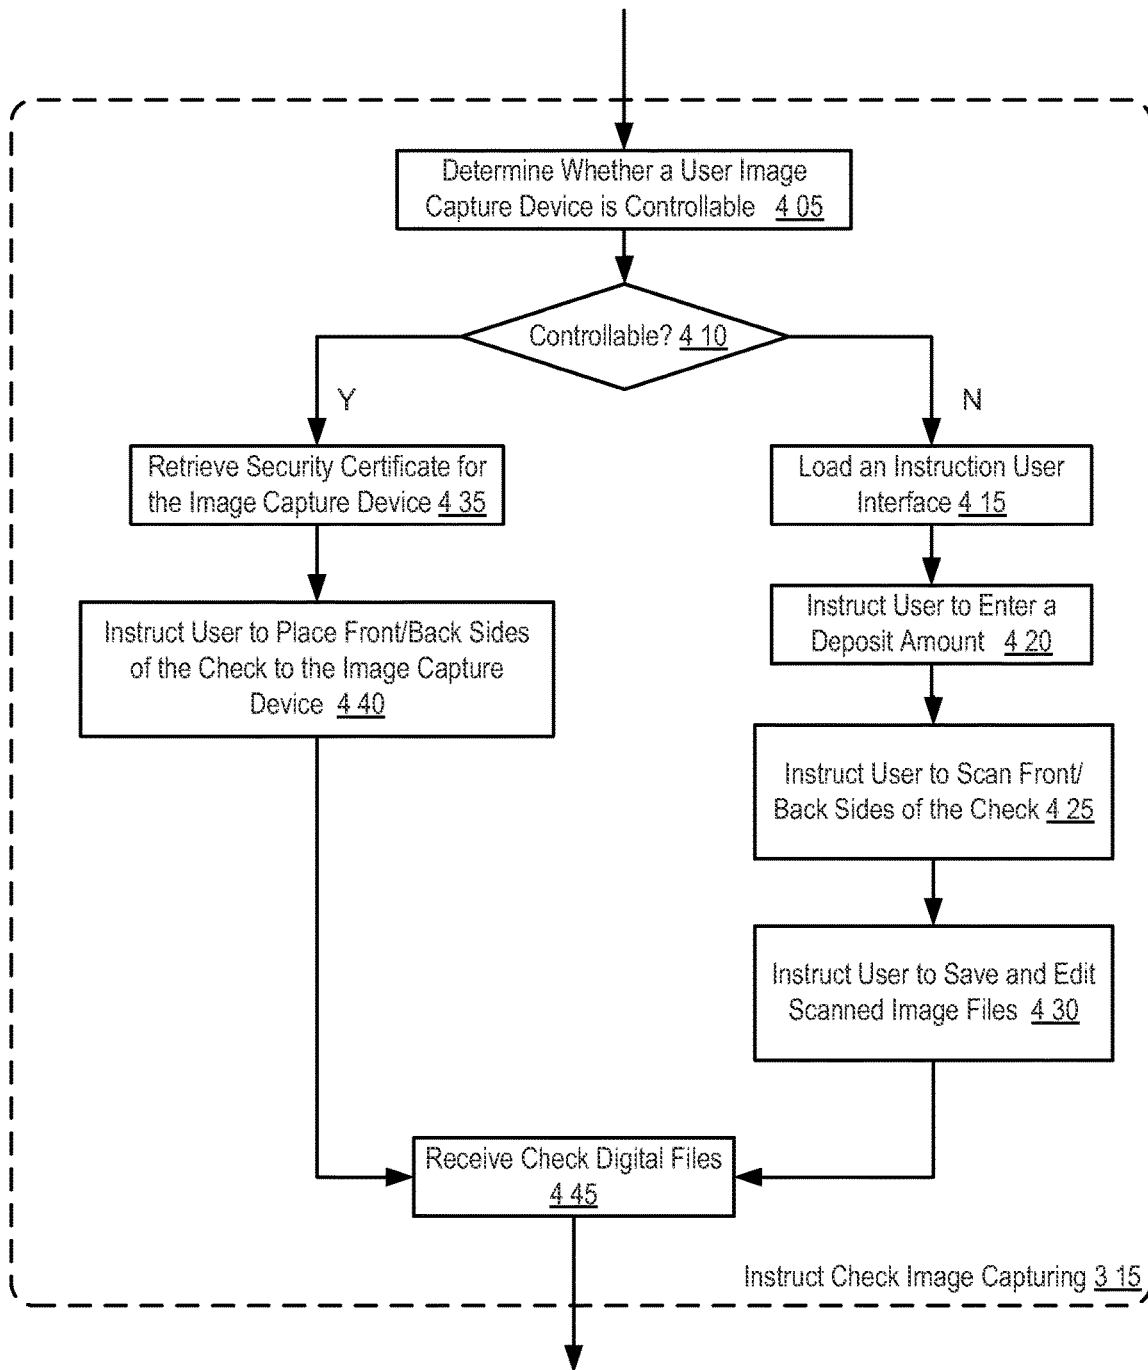 Determine Whether a User Image
Capture Device is Controllable 4 05
Controllable? 4 10
Y
N
Retrieve Security Certificate for
the Image Capture Device 4 35
Load an Instruction User
Interface 4 15
Instruct User to Place Front/Back Sides
of the Check to the Image Capture
Device 4 40
Instruct User to Enter a
Deposit Amount 4 20
Instruct User to Scan Front/
Back Sides of the Check 4 25
Instruct User to Save and Edit
Scanned Image Files 4 30
Receive Check Digital Files
4 45
Instruct Check Image Capturing 3 15